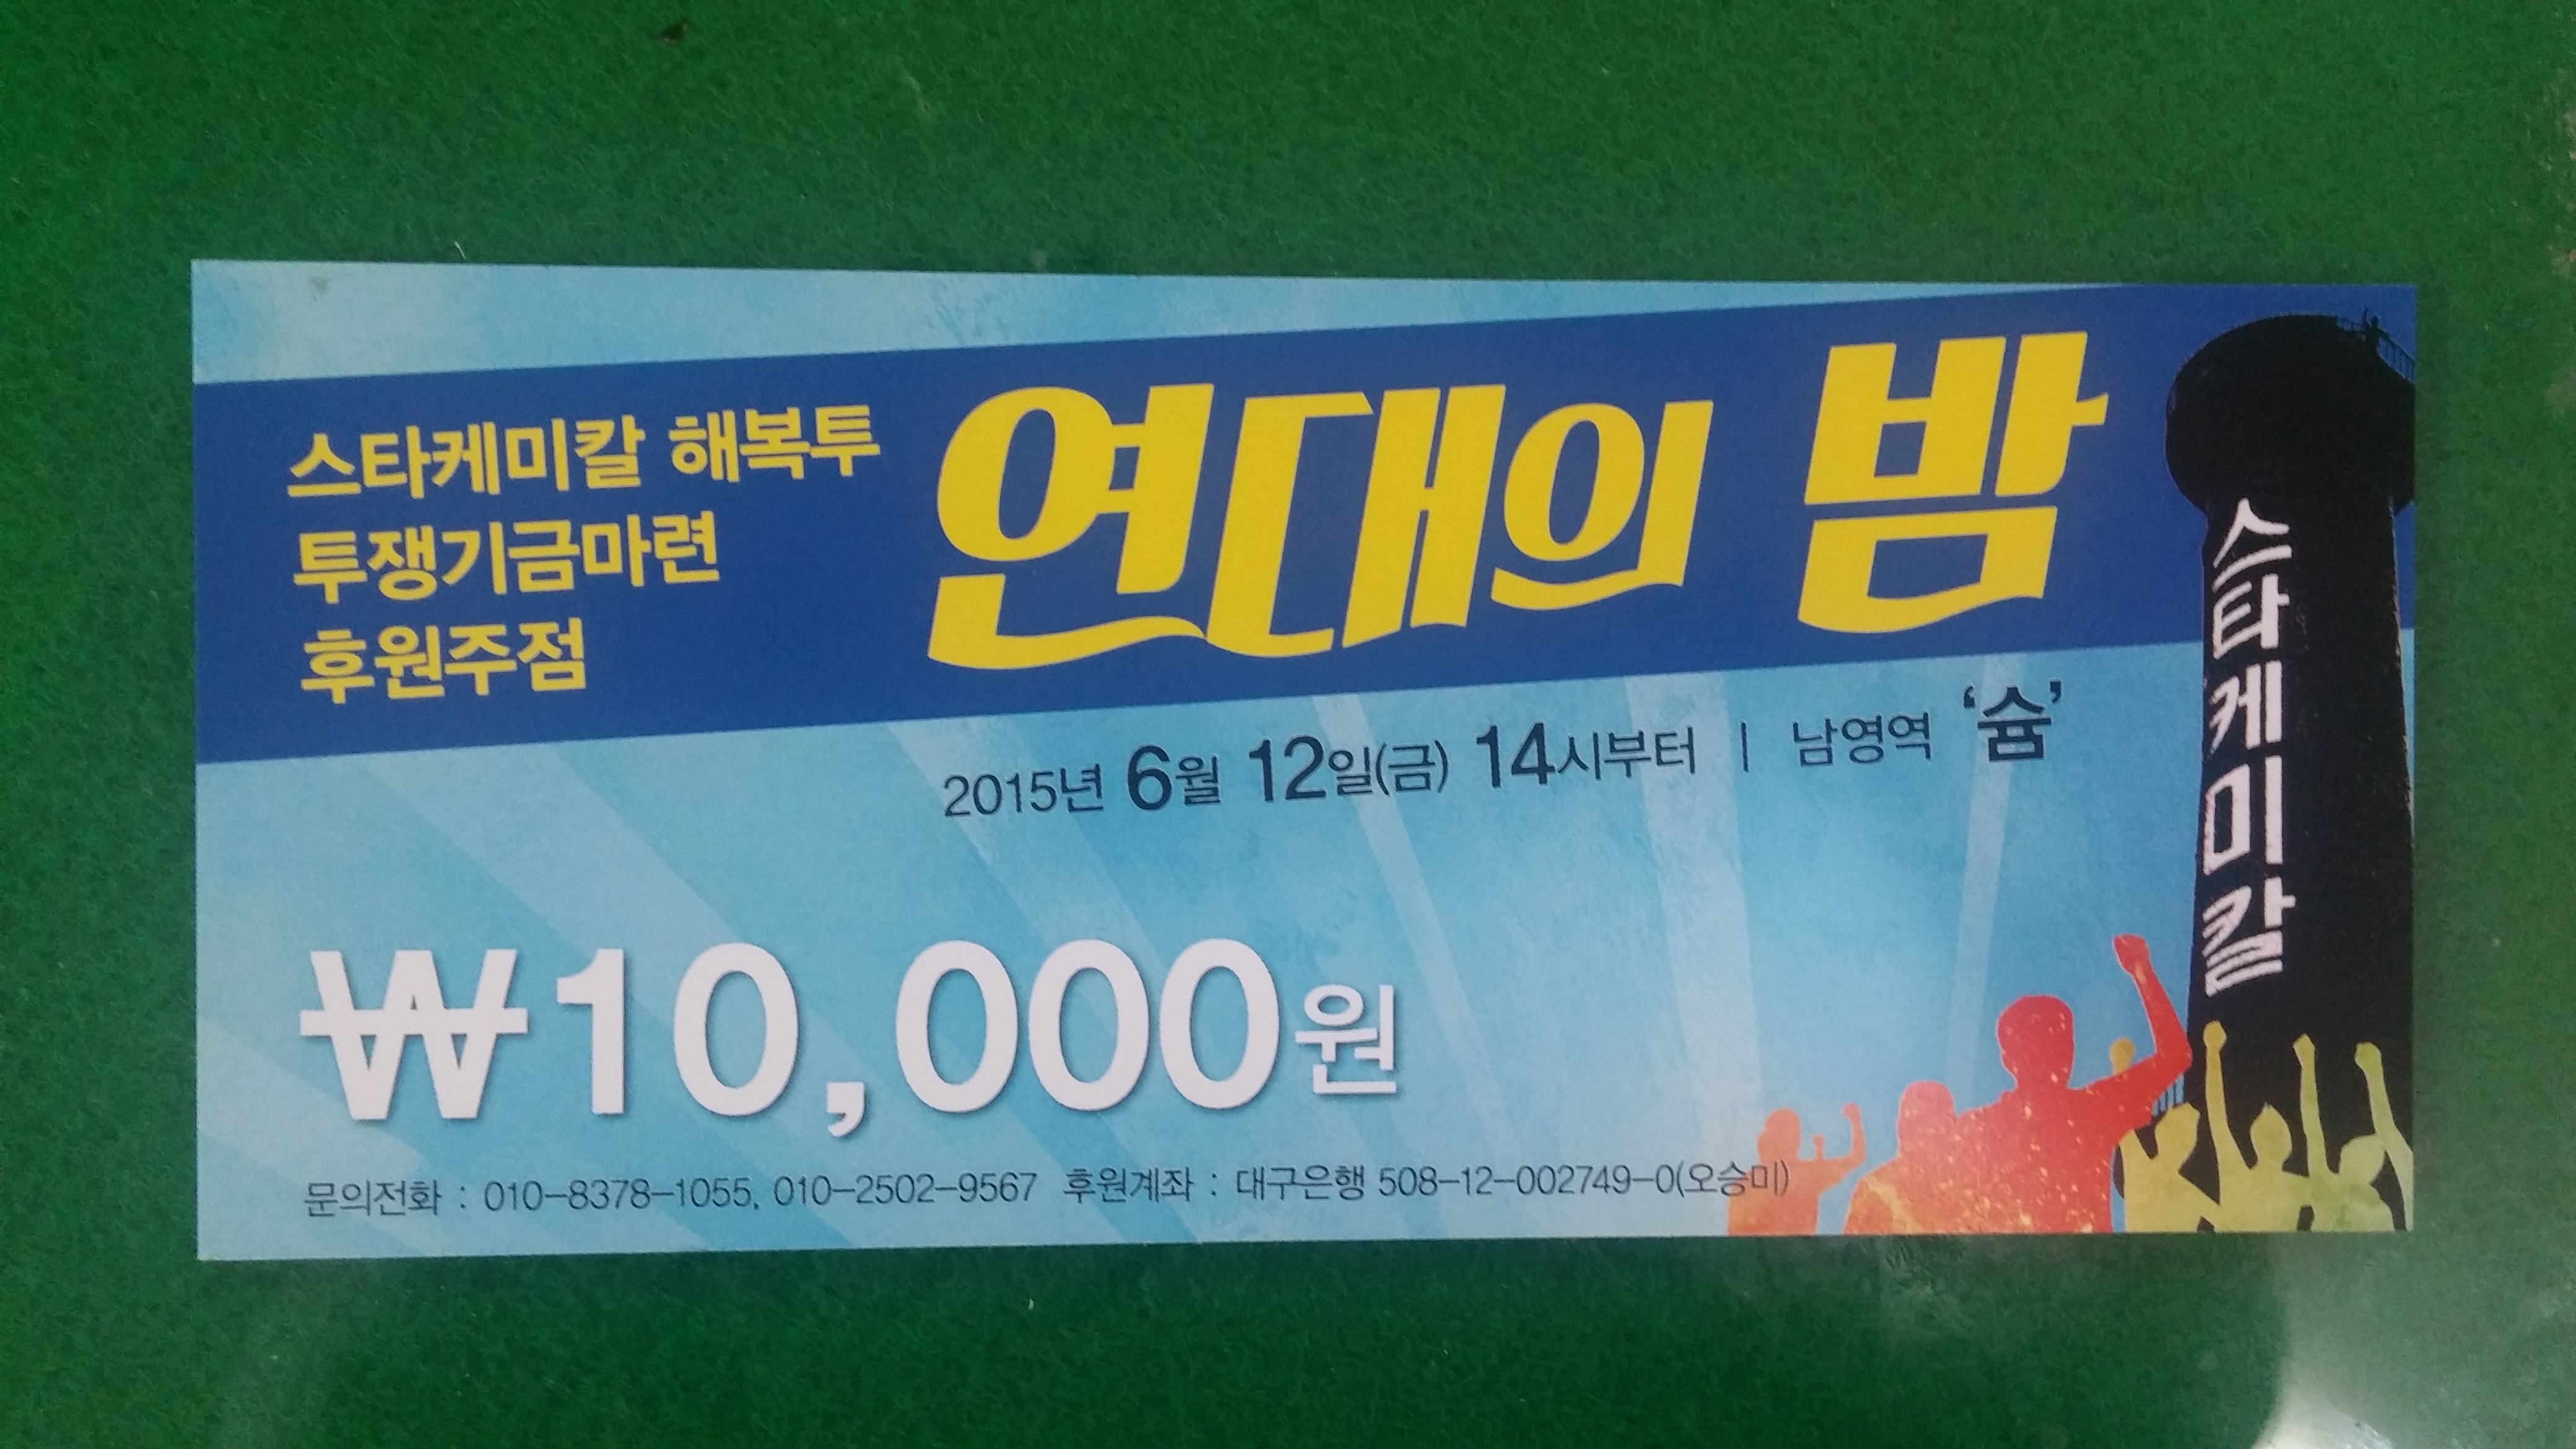 스타케미칼 해복투
투쟁기금마련
후원주점
연대의 밤
2015년 6월 12일(금) 14시부터 | 남영역 '슘'
₩10,000원
문의전화 : 010-8378-1055, 010-2502-9567 후원계좌 : 대구은행 508-12-002749-0(오승미)
스타케미칼